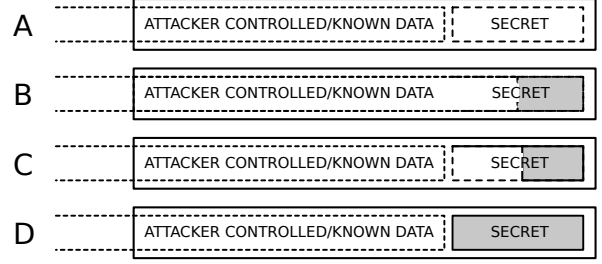 A ATTACKER CONTROLLED/KNOWN DATA SECRET
B ATTACKER CONTROLLED/KNOWN DATA SECRET
C ATTACKER CONTROLLED/KNOWN DATA SECRET
D ATTACKER CONTROLLED/KNOWN DATA SECRET